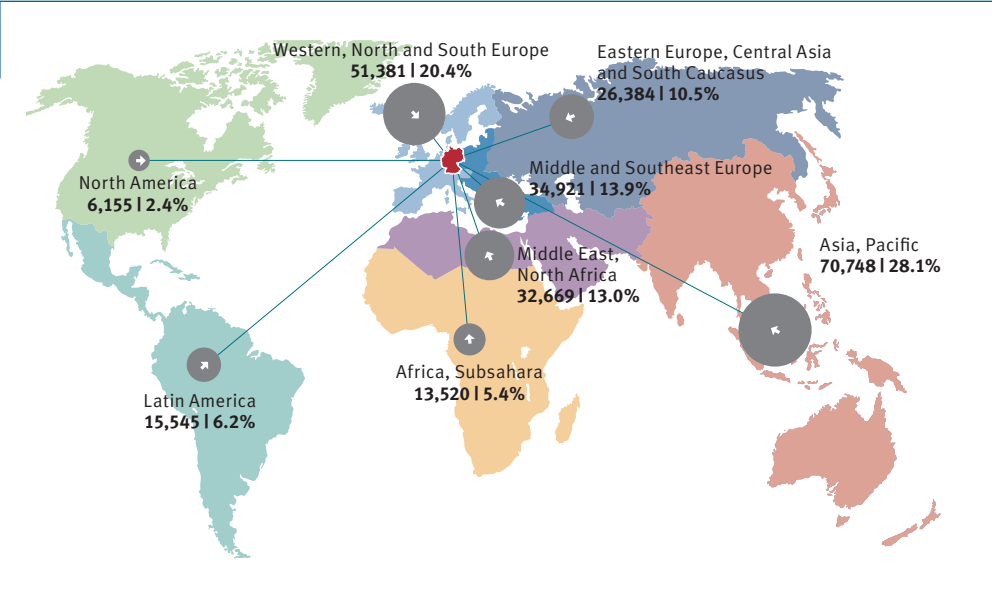 Western, North and South Europe
51,381 | 20.4%
Eastern Europe, Central Asia
and South Caucasus
26,384 | 10.5%
North America
6,155 | 2.4%
Middle and Southeast Europe
34,921 | 13.9%
Asia, Pacific
70,748 | 28.1%
Middle East,
North Africa
32,669 | 13.0%
Africa, Subsahara
13,520 | 5.4%
Latin America
15,545 | 6.2%